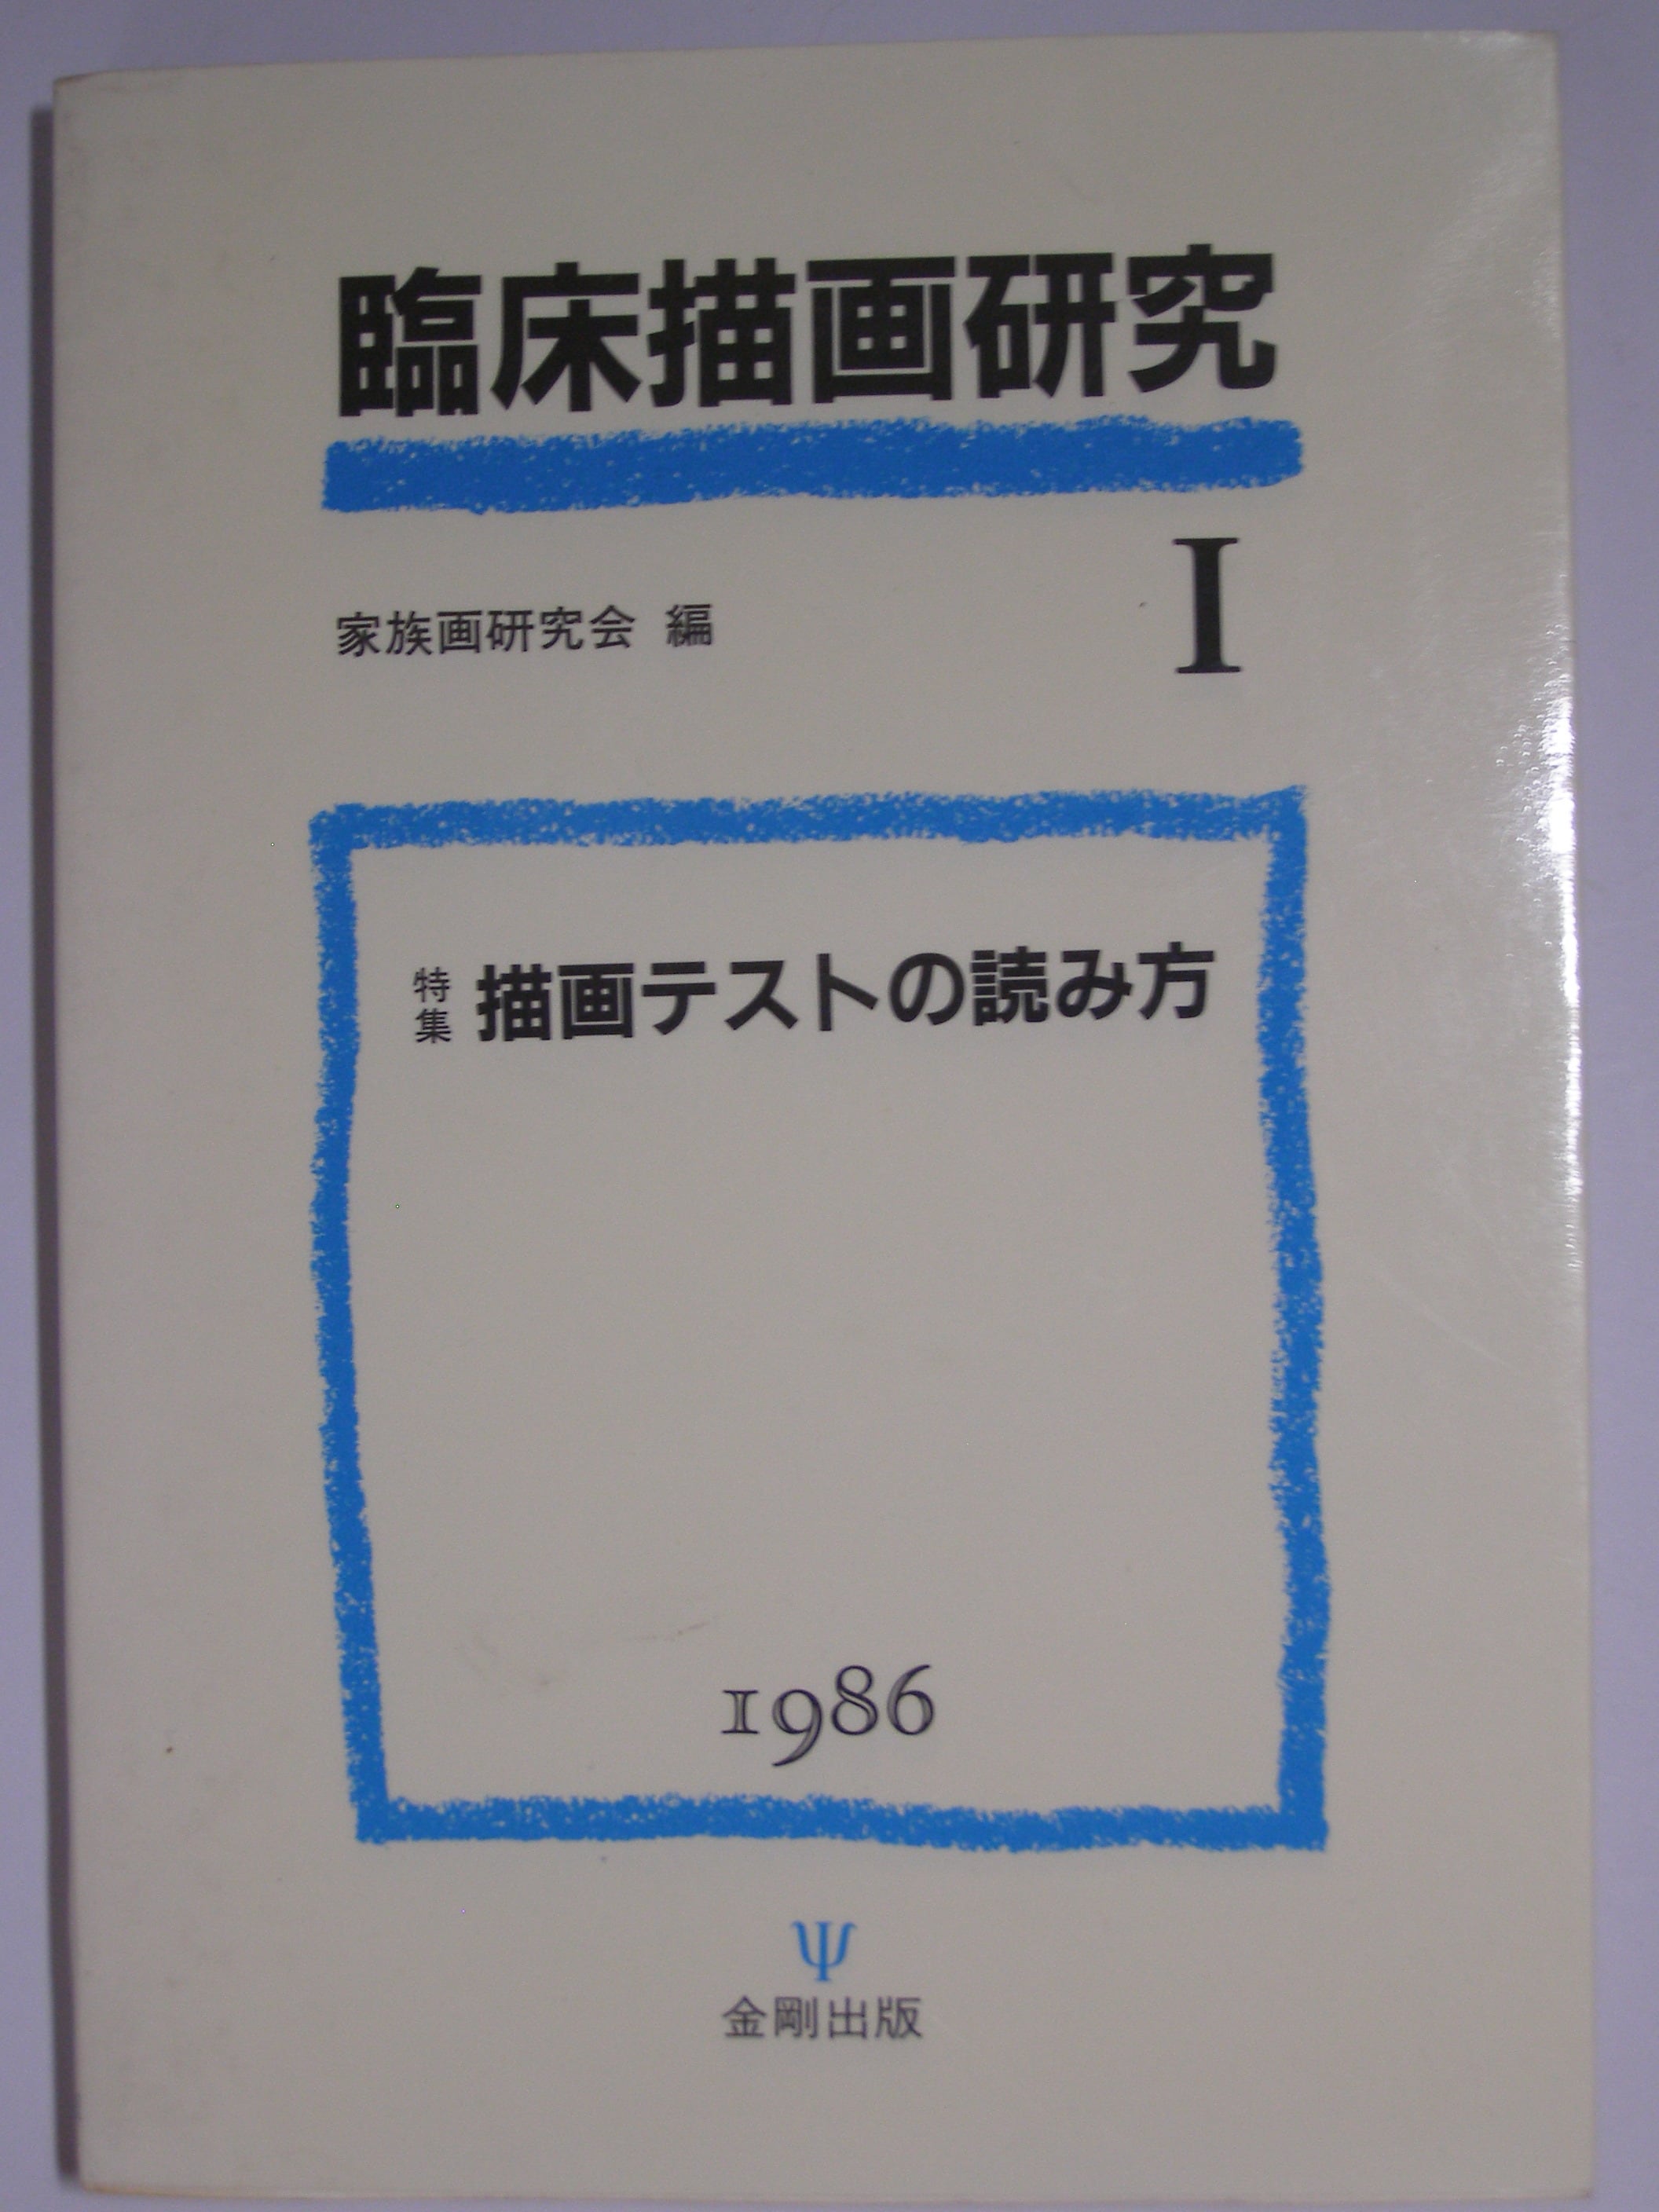 臨床描画研究
I
家族画研究会 編
特集 描画テストの読み方
1986
Ψ
金剛出版